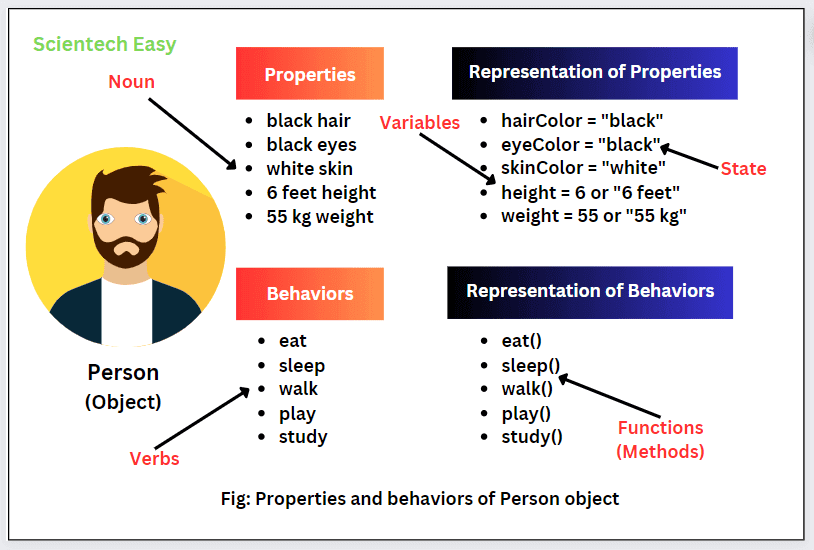 Scientech Easy
Noun
Properties
black hair
black eyes
white skin
6 feet height
55 kg weight
Representation of Properties
Variables
hairColor = "black"
eyeColor = "black"
skinColor = "white"
height = 6 or "6 feet"
weight = 55 or "55 kg"
State
Person
(Object)
Behaviors
eat
sleep
walk
play
study
Verbs
Representation of Behaviors
eat()
sleep()
walk()
play()
study()
Functions
(Methods)
Fig: Properties and behaviors of Person object